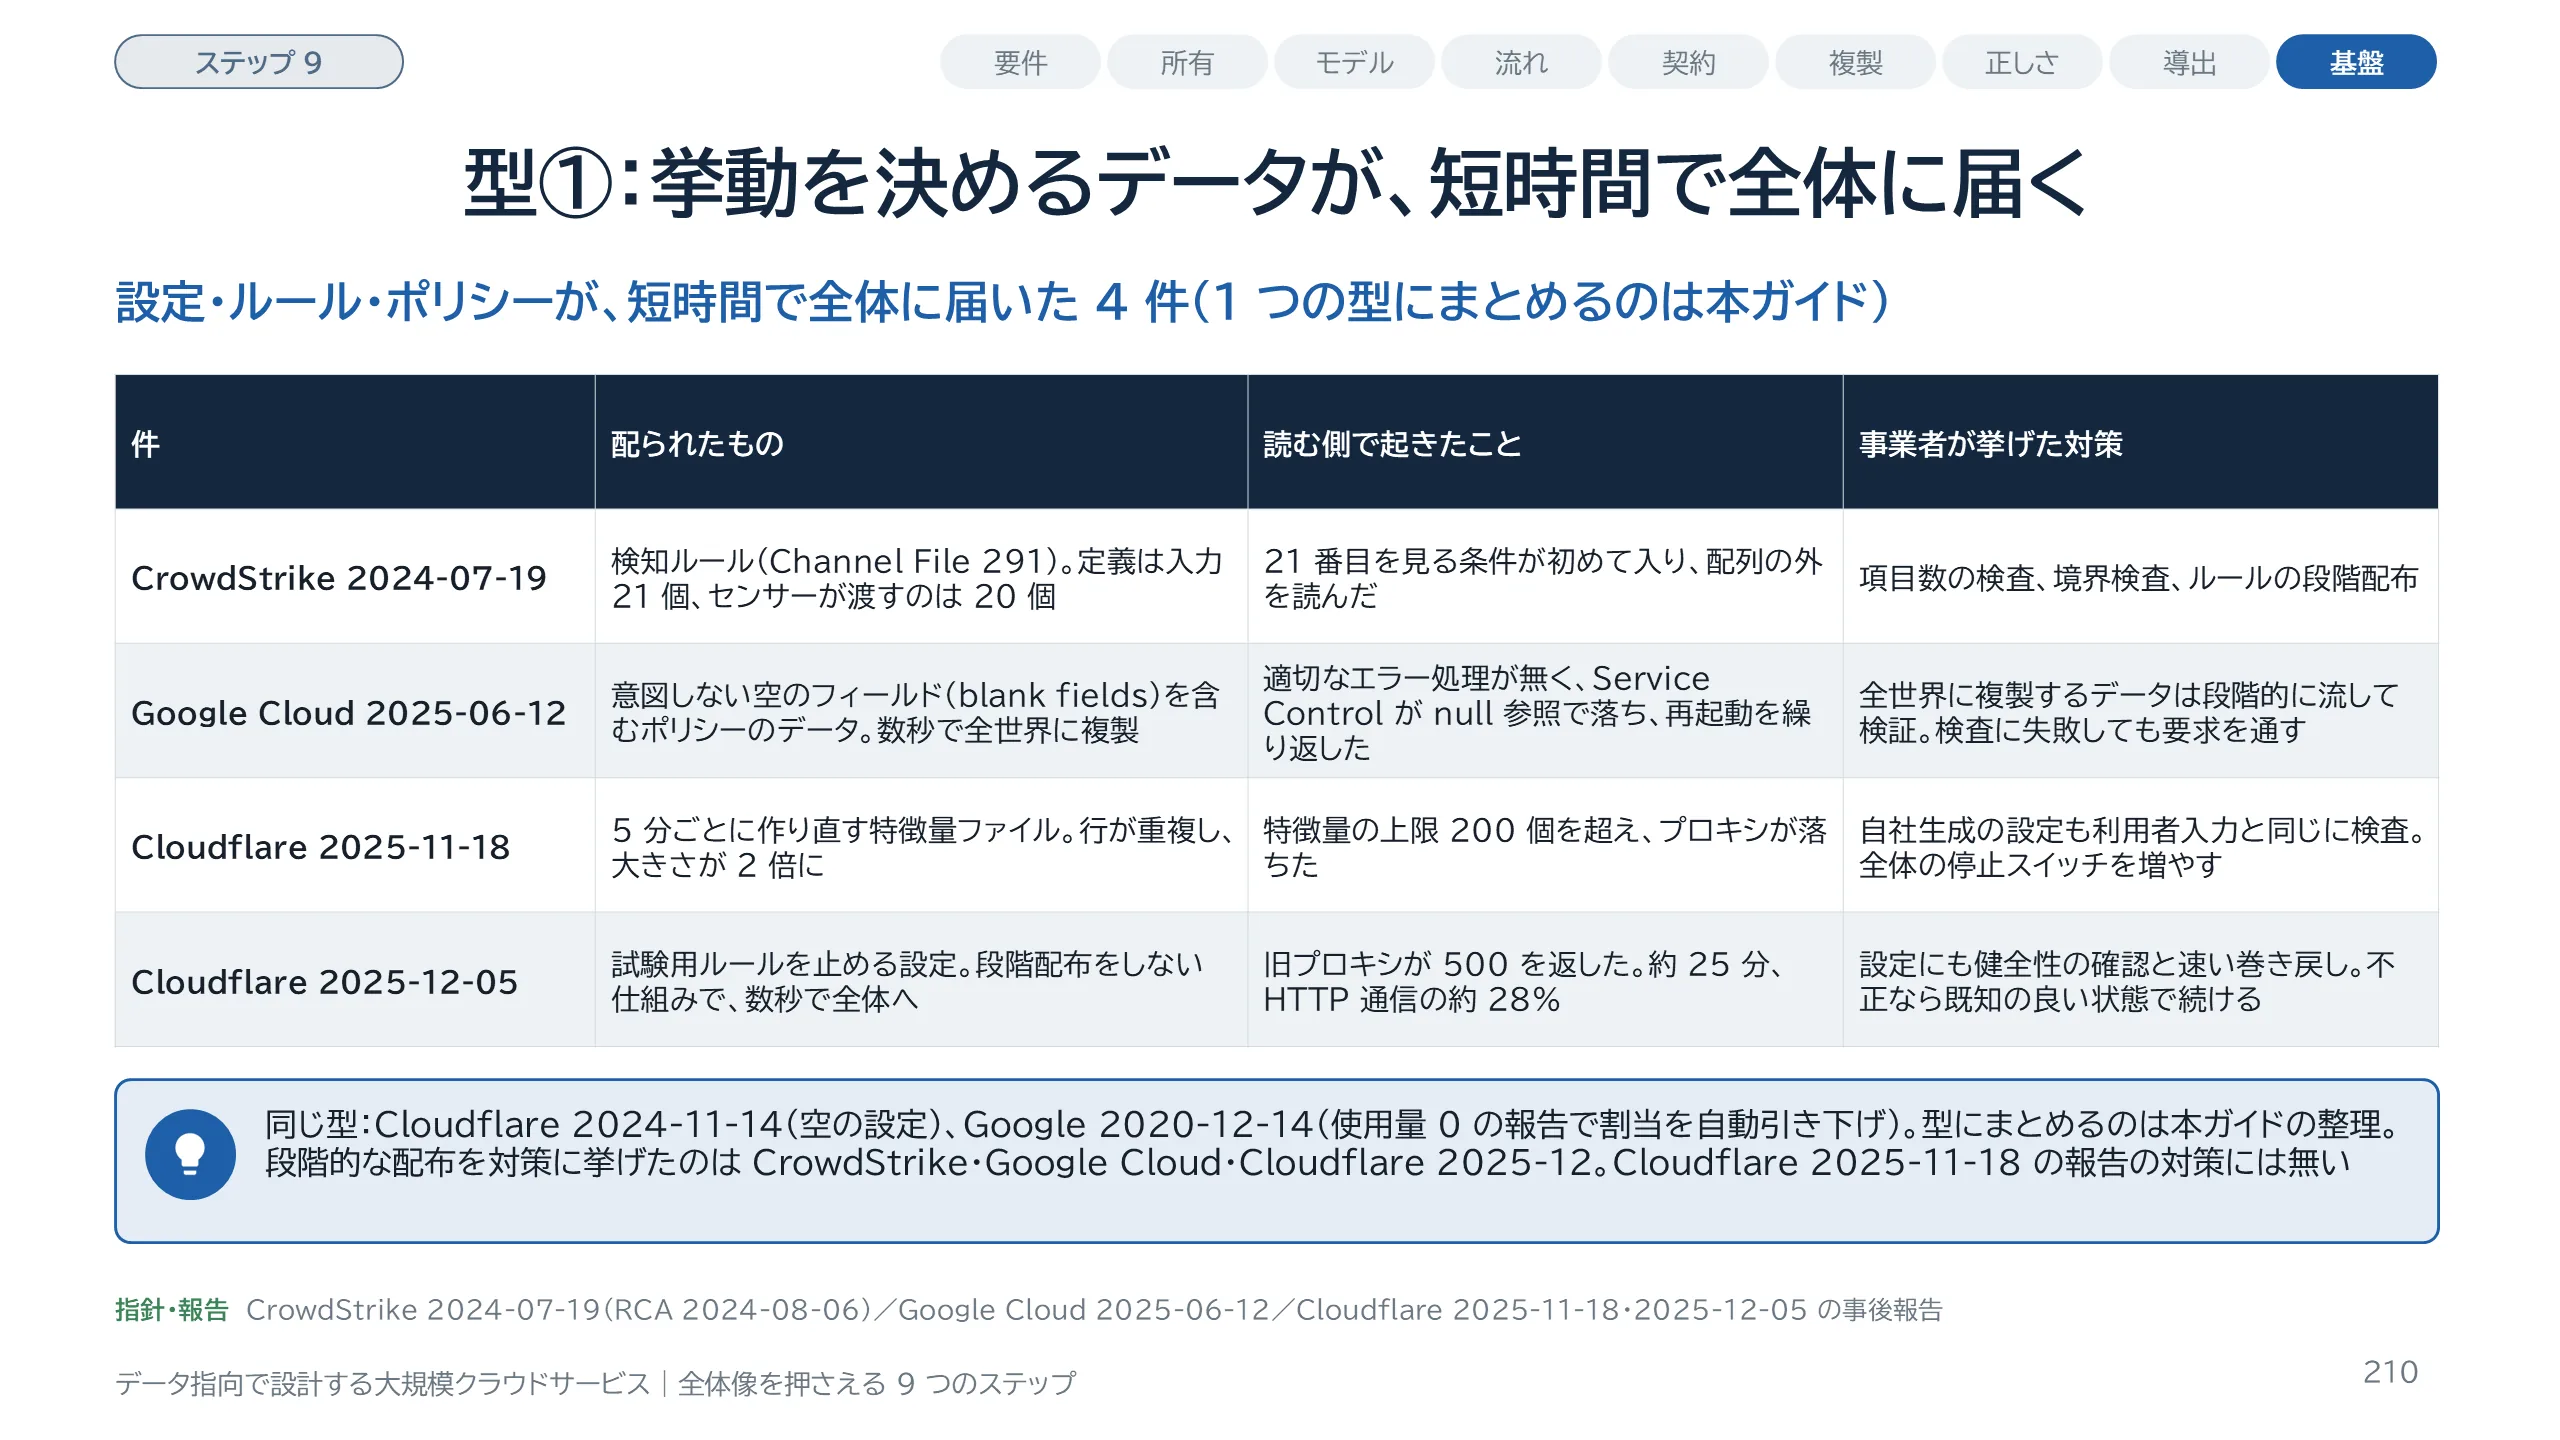 ステップ 9
要件
所有
モデル
流れ
契約
複製
正しさ
導出
基盤
型①：挙動を決めるデータが、短時間で全体に届く
設定・ルール・ポリシーが、短時間で全体に届いた 4 件（1 つの型にまとめるのは本ガイド）
件
配られたもの
読む側で起きたこと
事業者が挙げた対策
CrowdStrike 2024-07-19
検知ルール（Channel File 291）。定義は入力
21 個、センサーが渡すのは 20 個
21 番目を見る条件が初めて入り、配列の外
を読んだ
項目数の検査、境界検査、ルールの段階配布
Google Cloud 2025-06-12
意図しない空のフィールド（blank fields）を含
むポリシーのデータ。数秒で全世界に複製
適切なエラー処理が無く、Service
Control が null 参照で落ち、再起動を繰
り返した
全世界に複製するデータは段階的に流して
検証。検査に失敗しても要求を通す
Cloudflare 2025-11-18
5 分ごとに作り直す特徴量ファイル。行が重複し、
大きさが 2 倍に
特徴量の上限 200 個を超え、プロキシが落
ちた
自社生成の設定も利用者入力と同じに検査。
全体の停止スイッチを増やす
Cloudflare 2025-12-05
試験用ルールを止める設定。段階配布をしない
仕組みで、数秒で全体へ
旧プロキシが 500 を返した。約 25 分、
HTTP 通信の約 28%
設定にも健全性の確認と速い巻き戻し。不
正なら既知の良い状態で続ける
同じ型：Cloudflare 2024-11-14（空の設定）、Google 2020-12-14（使用量 0 の報告で割当を自動引き下げ）。型にまとめるのは本ガイドの整理。
段階的な配布を対策に挙げたのは CrowdStrike・Google Cloud・Cloudflare 2025-12。Cloudflare 2025-11-18 の報告の対策には無い
指針・報告 CrowdStrike 2024-07-19（RCA 2024-08-06）／Google Cloud 2025-06-12／Cloudflare 2025-11-18・2025-12-05 の事後報告
データ指向で設計する大規模クラウドサービス｜全体像を押さえる 9 つのステップ
210